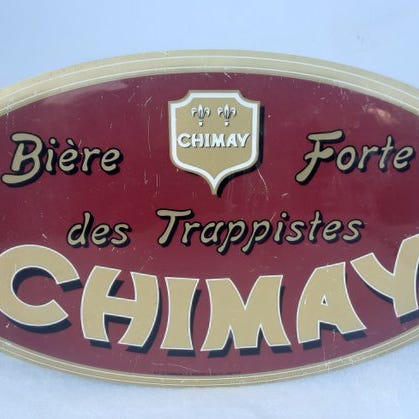 CHIMAY
Bière Forte
des Trappistes
CHIMAY